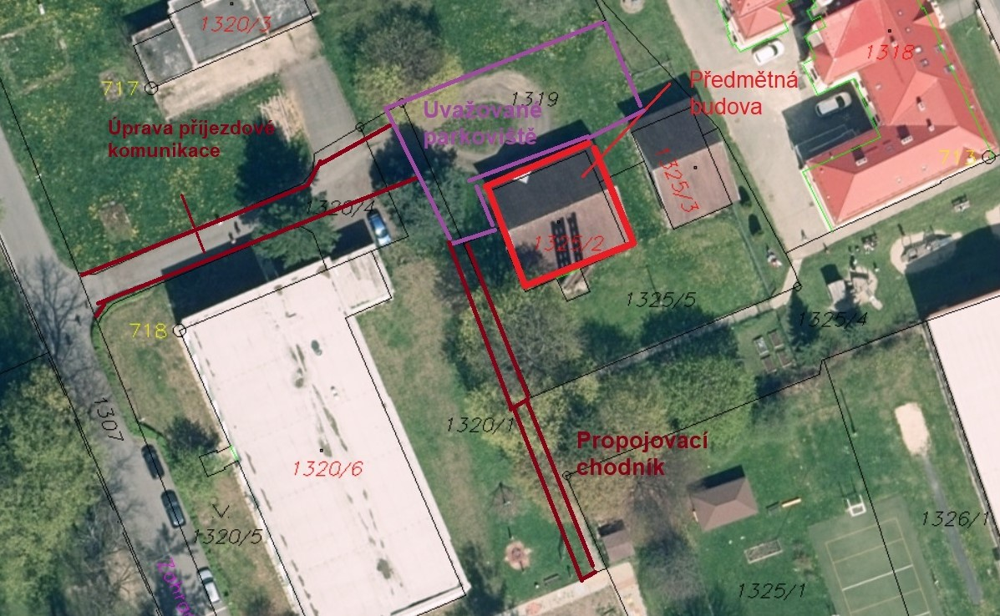 1320/3
717
1319
Předmětná
budova
1318
Úprava příjezdové
komunikace
Uvažované
parkoviště
713
1325/3
1320/4
1325/2
1325/5
1325/4
718
1307
1320/1
Propojovací
chodník
1320/6
1320/5
1326/1
1325/1